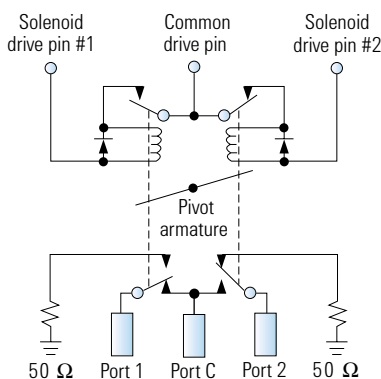 Solenoid
drive pin #1
Common
drive pin
Solenoid
drive pin #2
Pivot
armature
50 Ω
Port 1
Port C
Port 2
50 Ω